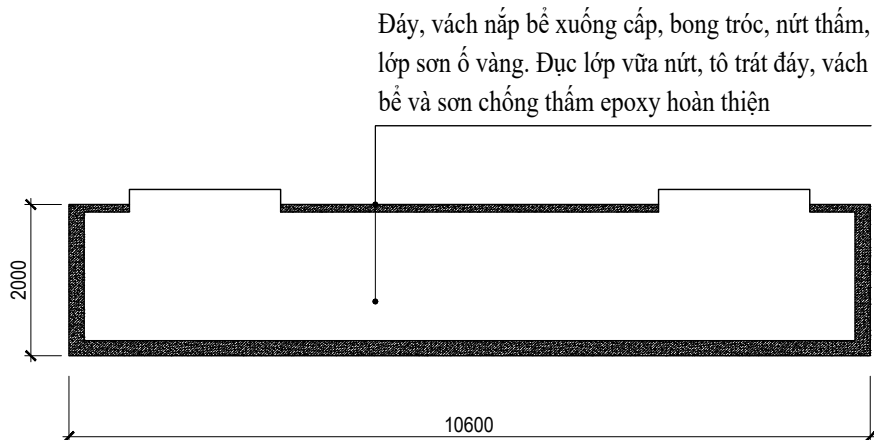 Đáy, vách nắp bể xuống cấp, bong tróc, nứt thấm,
lớp sơn ố vàng. Đục lớp vữa nứt, tô trát đáy, vách
bể và sơn chống thấm epoxy hoàn thiện
2000
10600